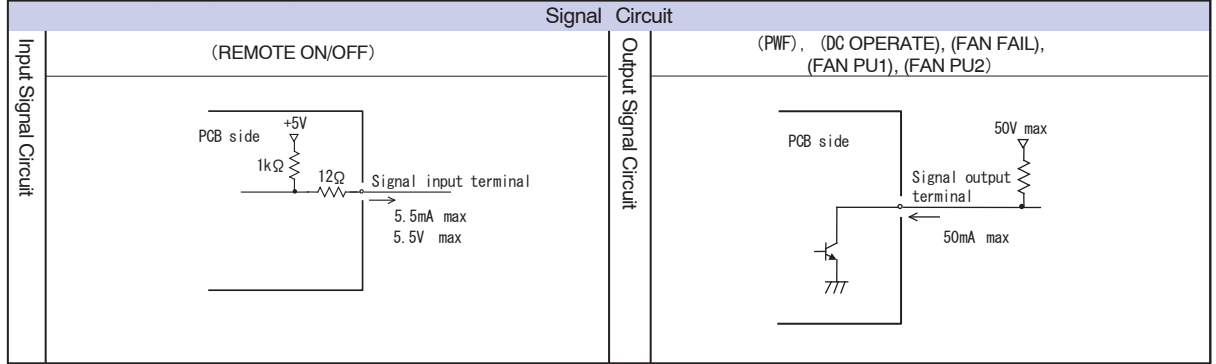 Signal Circuit
Input Signal Circuit
(REMOTE ON/OFF)
PCB side
+5V
1kΩ
12Ω
Signal input terminal
5.5mA max
5.5V max
Output Signal Circuit
(PWF), (DC OPERATE), (FAN FAIL),
(FAN PU1), (FAN PU2)
PCB side
50V max
Signal output
terminal
50mA max